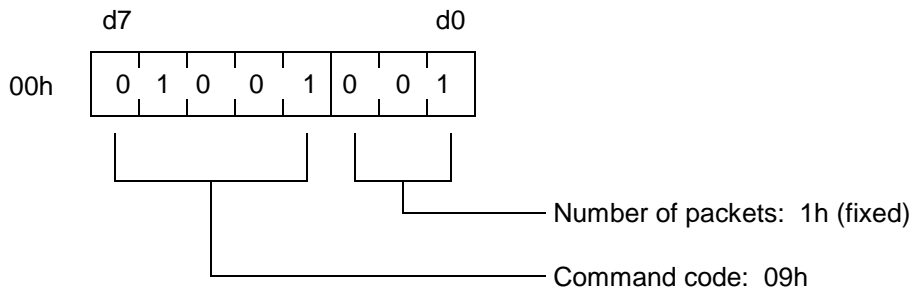 d7 d0
00h 0 1 0 0 1 0 0 1
Number of packets: 1h (fixed)
Command code: 09h